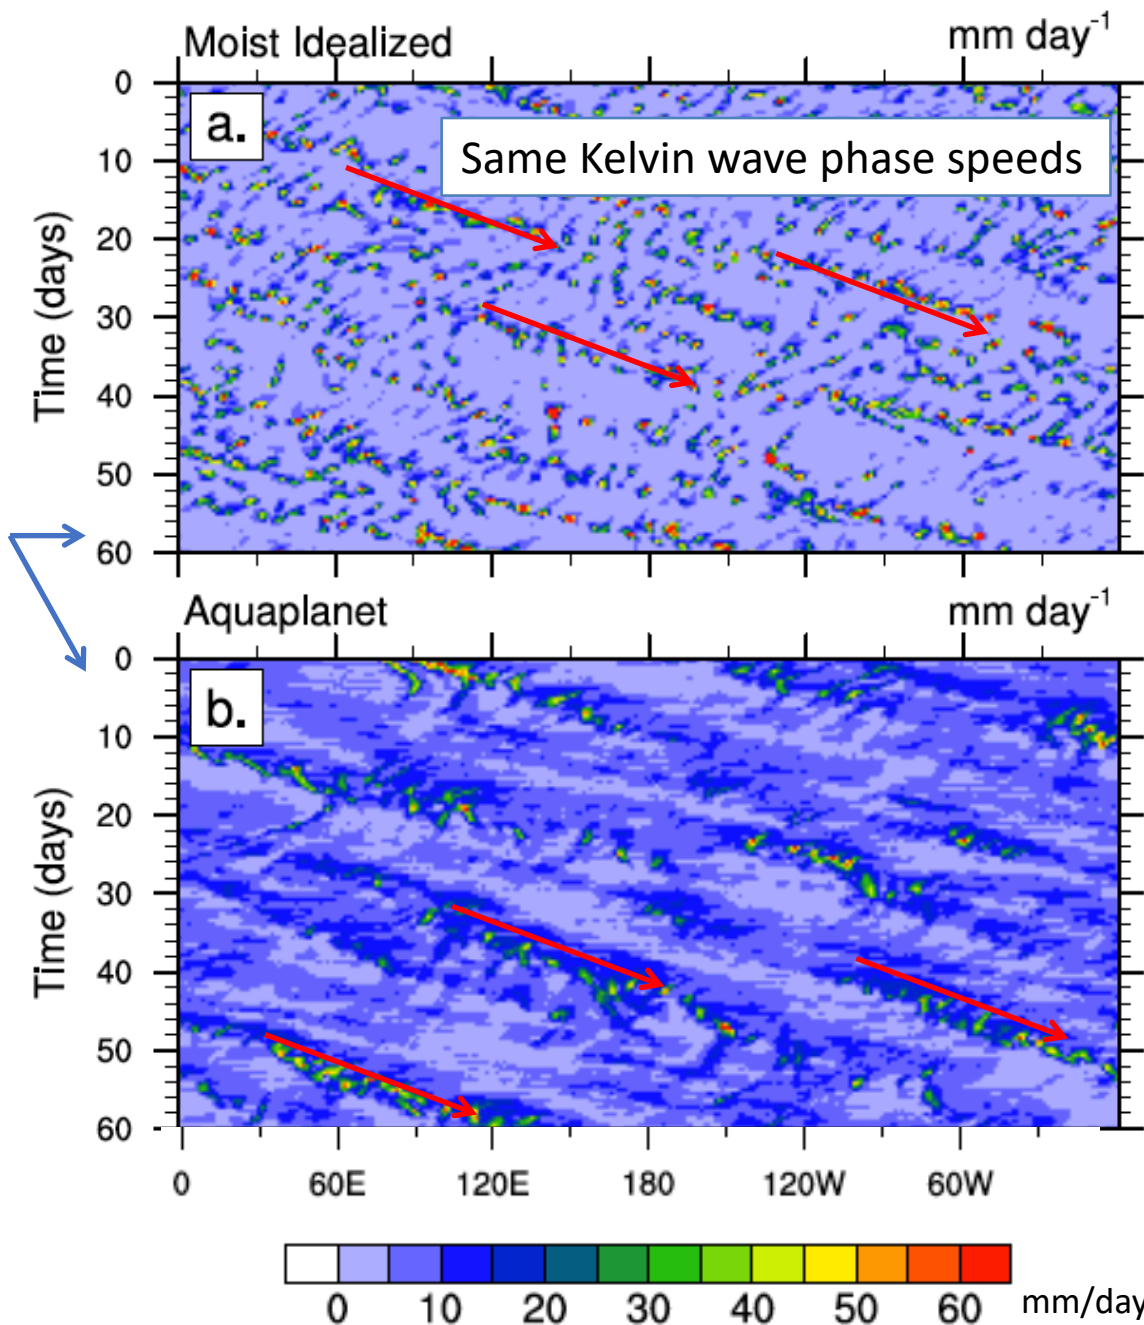 Moist Idealized mm day-1
a.
Same Kelvin wave phase speeds
0
10
20
30
40
50
60
Time (days)
Aquaplanet mm day-1
b.
0
10
20
30
40
50
60
Time (days)
0 60E 120E 180 120W 60W
0 10 20 30 40 50 60 mm/day